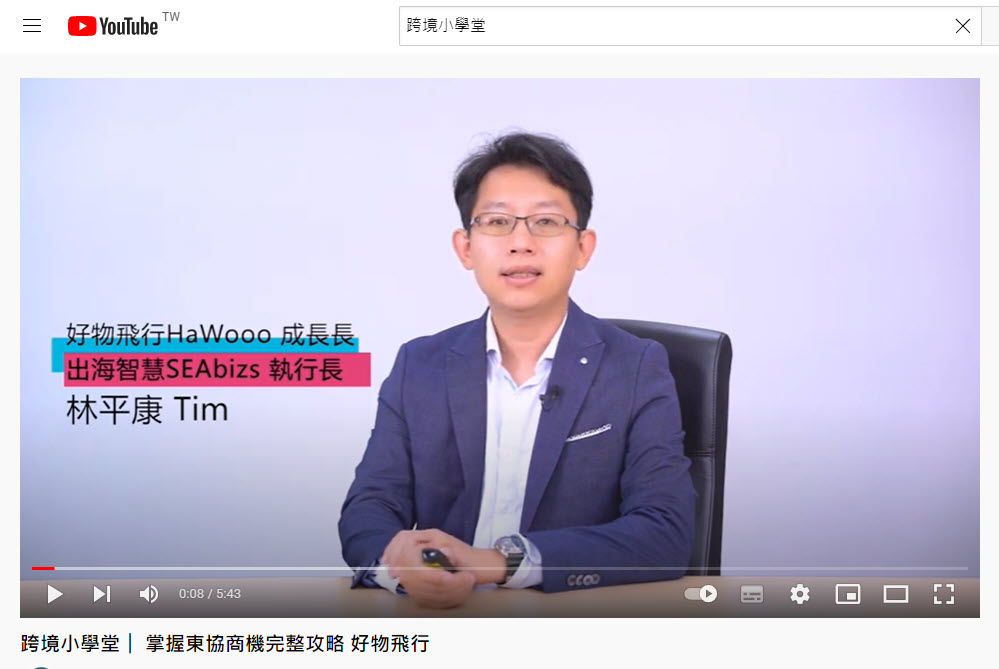 YouTube TW
跨境小學堂
好物飛行HaWooo 成長長
出海智慧SEAbizs 執行長
林平康 Tim
0:08 / 5:43
跨境小學堂｜ 掌握東協商機完整攻略 好物飛行